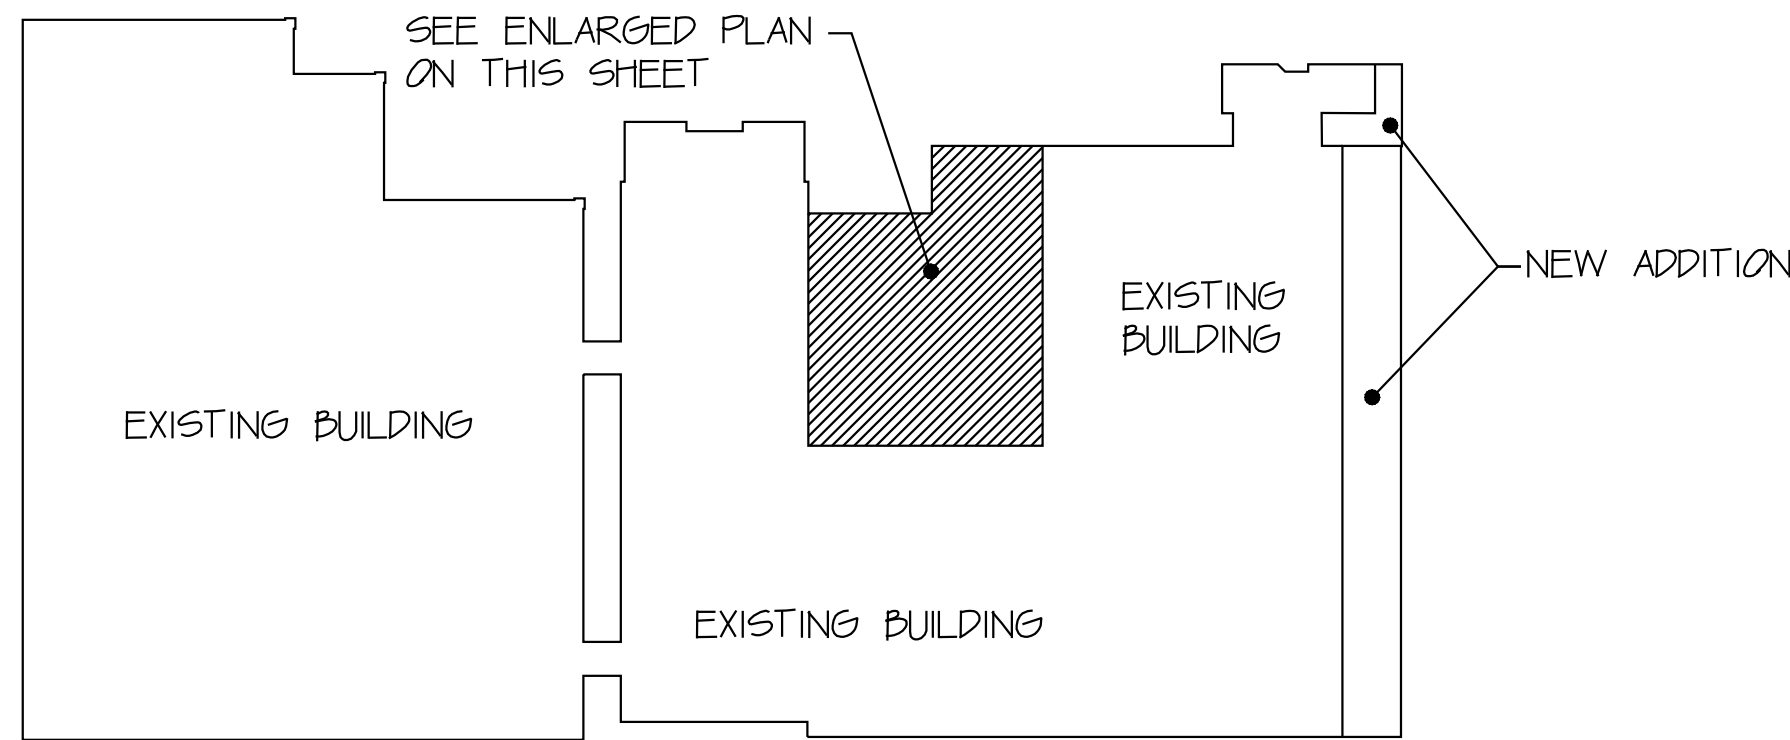 SEE ENLARGED PLAN
ON THIS SHEET
NEW ADDITION
EXISTING
BUILDING
EXISTING BUILDING
EXISTING BUILDING